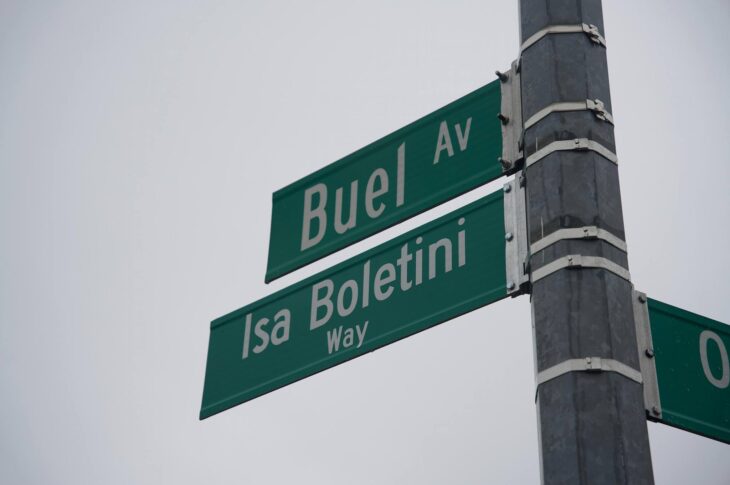 Buel Av
Isa Boletini
Way
O